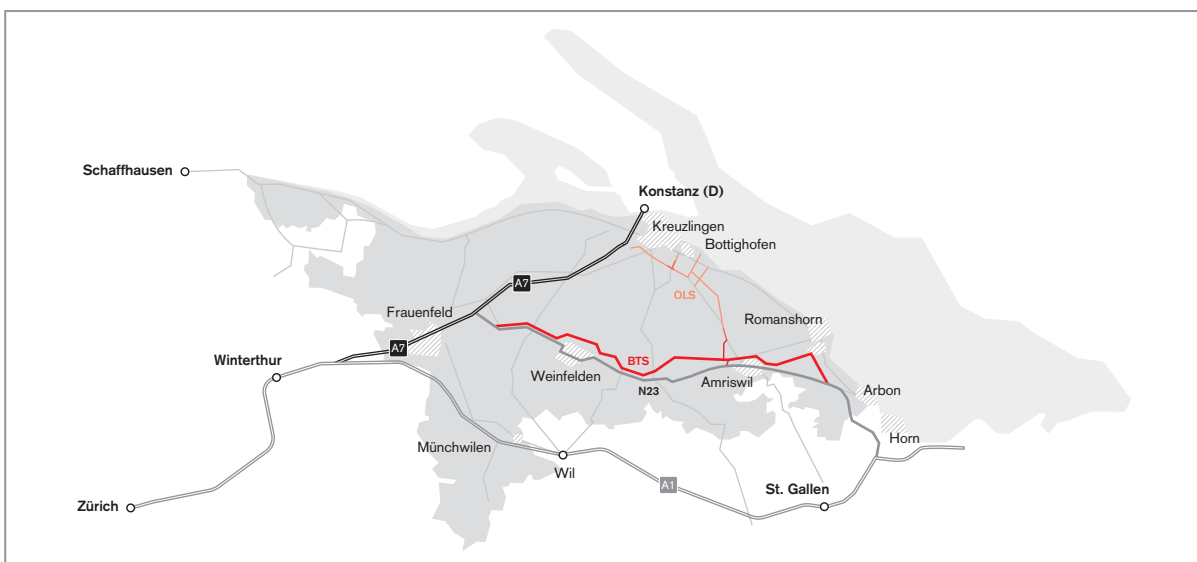 Schaffhausen
Konstanz (D)
Kreuzlingen
Bottighofen
A7
OLS
Frauenfeld
Romanshorn
A7
Winterthur
BTS
Weinfelden
N23
Amriswil
Arbon
Münchwilen
Horn
Wil
A1
St. Gallen
Zürich